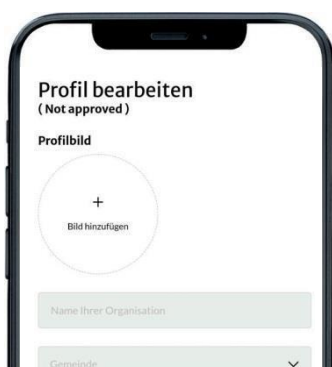 Profil bearbeiten
( Not approved )
Profilbild
+
Bild hinzufügen
Name Ihrer Organisation
Gemeinde